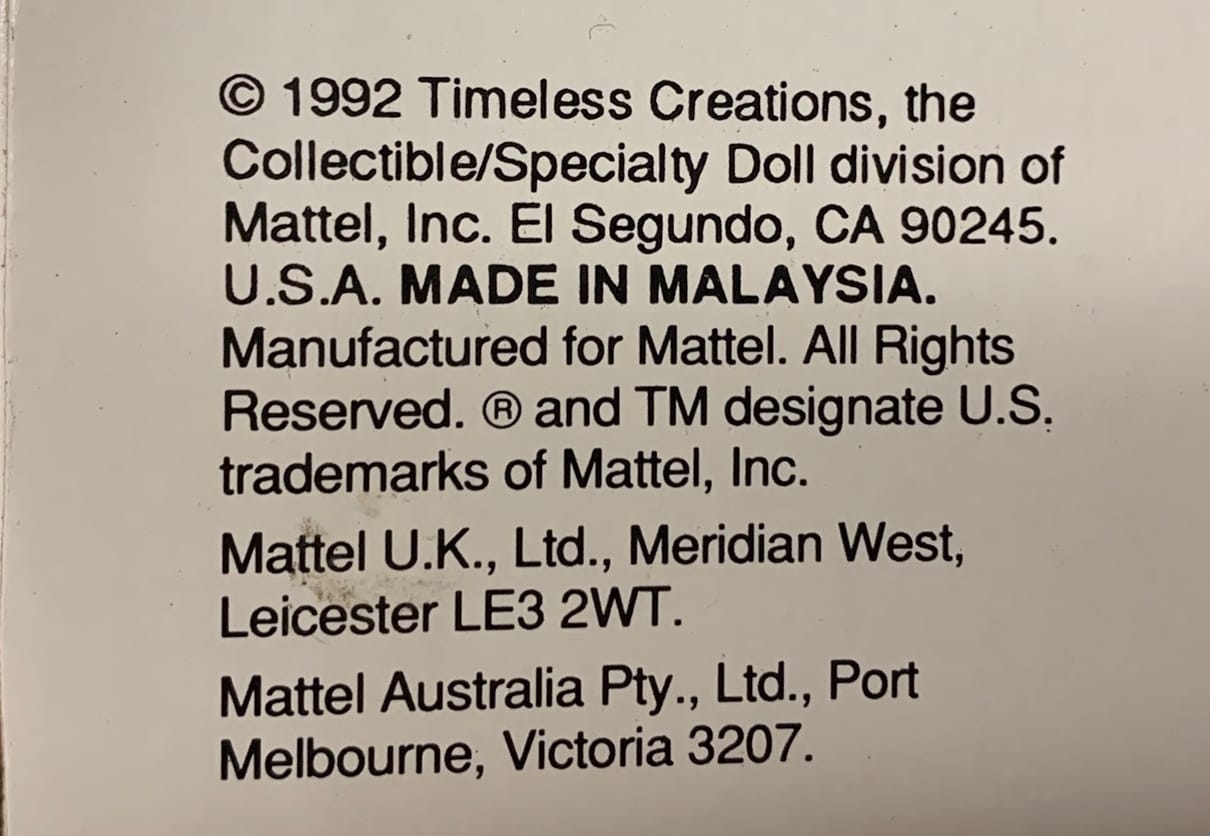 © 1992 Timeless Creations, the
Collectible/Specialty Doll division of
Mattel, Inc. El Segundo, CA 90245.
U.S.A. MADE IN MALAYSIA.
Manufactured for Mattel. All Rights
Reserved. ® and TM designate U.S.
trademarks of Mattel, Inc.
Mattel U.K., Ltd., Meridian West,
Leicester LE3 2WT.
Mattel Australia Pty., Ltd., Port
Melbourne, Victoria 3207.